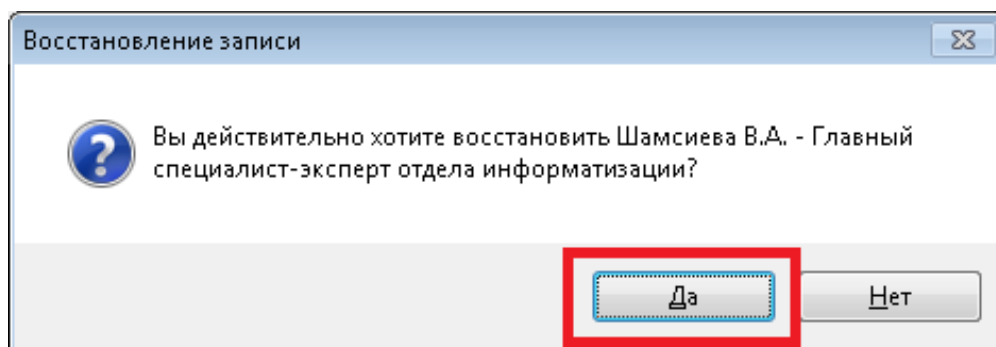 Восстановление записи
Вы действительно хотите восстановить Шамсиева В.А. - Главный
специалист-эксперт отдела информатизации?
Да
Нет